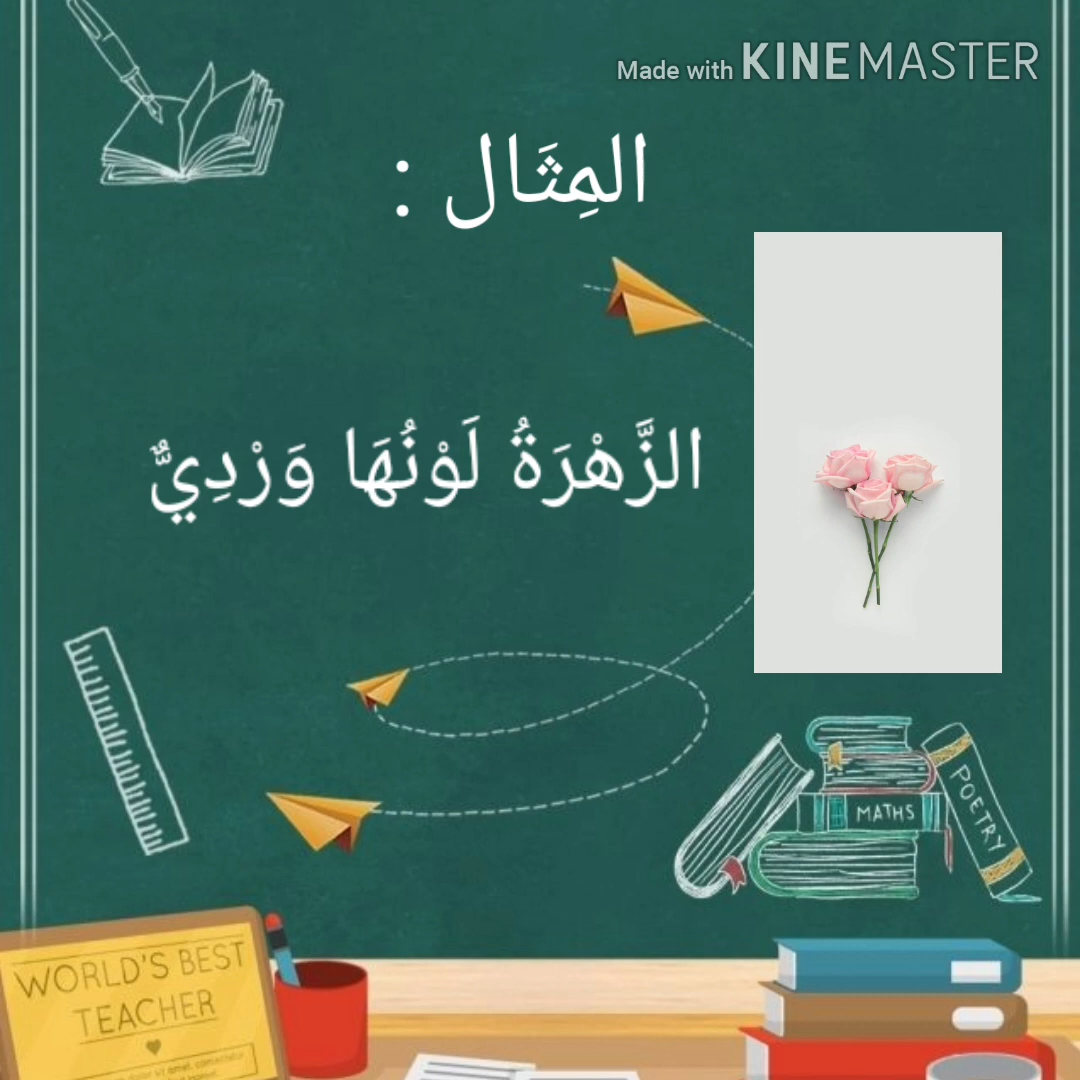 Made with KINEMASTER
المِثَال :
الزَّهْرَةُ لَوْنُهَا وَرْدِيٌّ
MATHS
POETRY
WORLD'S BEST
TEACHER